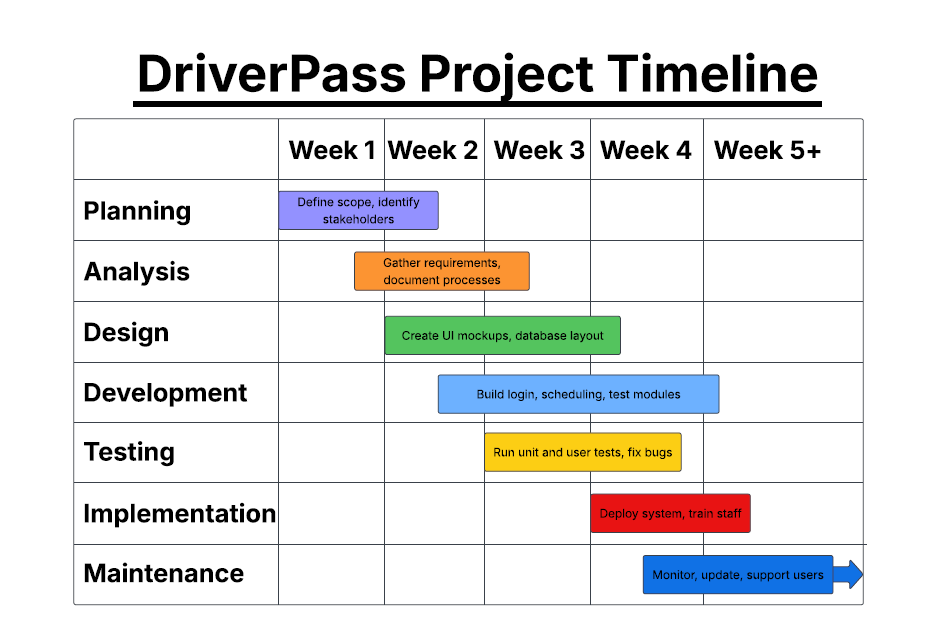 DriverPass Project Timeline
Week 1 Week 2 Week 3 Week 4 Week 5+
Planning
Define scope, identify
stakeholders
Analysis
Gather requirements,
document processes
Design
Create UI mockups, database layout
Development
Build login, scheduling, test modules
Testing
Run unit and user tests, fix bugs
Implementation
Deploy system, train staff
Maintenance
Monitor, update, support users